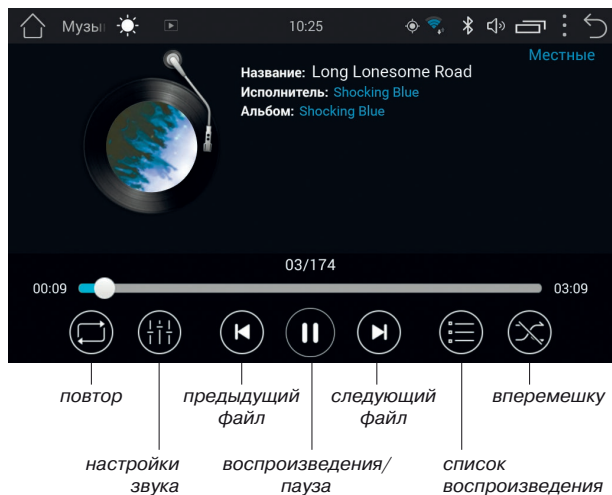 Музы 10:25
Местные
Название: Long Lonesome Road
Исполнитель: Shocking Blue
Альбом: Shocking Blue
03/174
00:09 03:09
повтор предыдущий файл следующий файл вперемешку
настройки звука воспроизведения/ пауза список воспроизведения